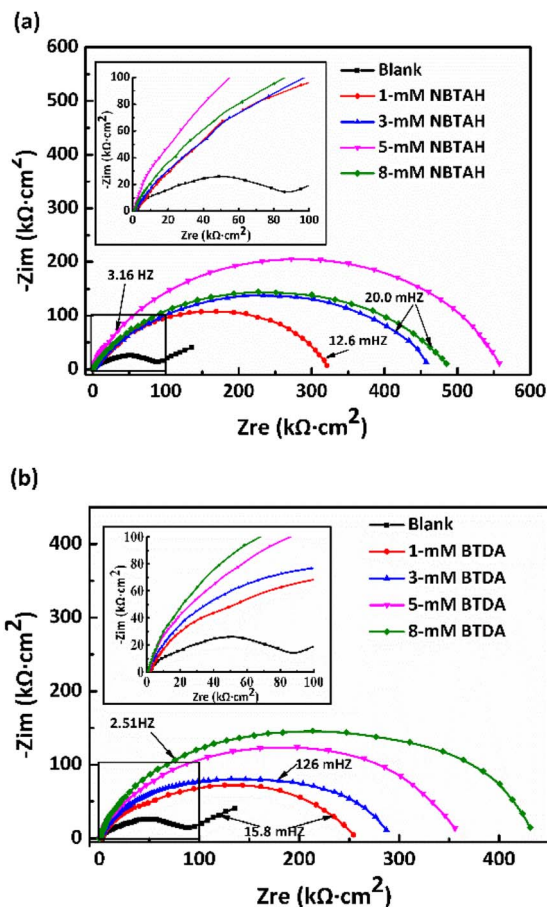 (a)
600
500
400
300
200
100
0
-Zim (kΩ·cm²)
100
80
60
40
20
0
-Zim (kΩ·cm²)
0 20 40 60 80 100
Zre (kΩ·cm²)
Blank
1-mM NBTAH
3-mM NBTAH
5-mM NBTAH
8-mM NBTAH
3.16 HZ
20.0 mHZ
12.6 mHZ
0 100 200 300 400 500 600
Zre (kΩ·cm²)
(b)
400
300
200
100
0
-Zim (kΩ·cm²)
100
80
60
40
20
0
-Zim (kΩ·cm²)
0 20 40 60 80 100
Zre (kΩ·cm²)
Blank
1-mM BTDA
3-mM BTDA
5-mM BTDA
8-mM BTDA
2.51HZ
126 mHZ
15.8 mHZ
0 100 200 300 400
Zre (kΩ·cm²)